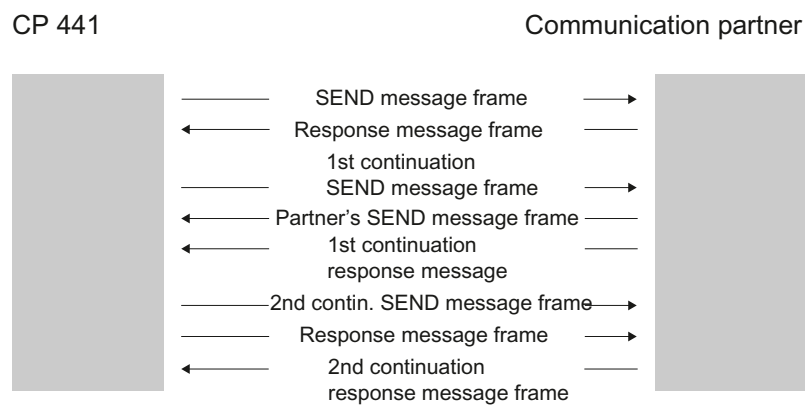 CP 441
Communication partner
SEND message frame
Response message frame
1st continuation
SEND message frame
Partner's SEND message frame
1st continuation
response message
2nd contin. SEND message frame
Response message frame
2nd continuation
response message frame